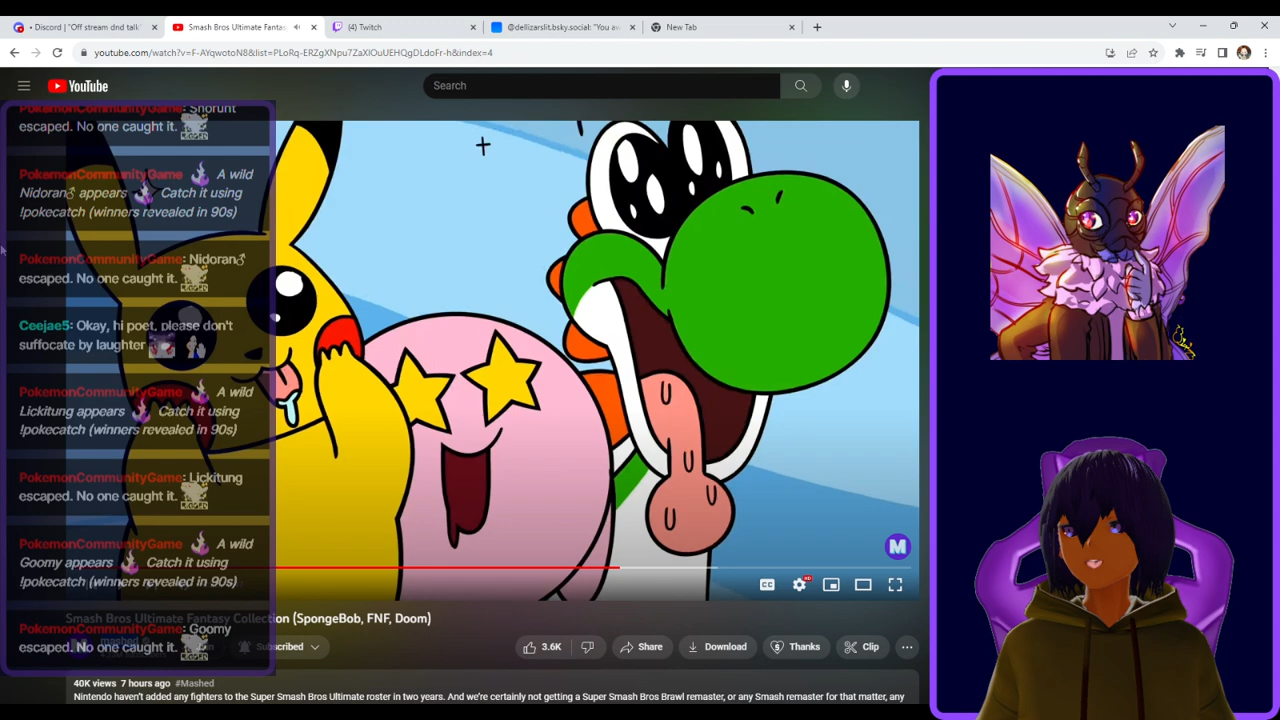 • Discord | "Off stream dnd talk"
Smash Bros Ultimate Fanta
(4) Twitch
@dellizarslit.bsky.social: "You aw
New Tab
youtube.com/watch?v=F-AYqwotoN8&list=PLoRq-ERZgXNpu7ZaXlOuUEHQgDLdoFr-h&index=4
YouTube
Search
PokemonCommunityGame: Snorunt
escaped. No one caught it.
PokemonCommunityGame A wild
Nidoran♂ appears Catch it using
!pokecatch (winners revealed in 90s)
PokemonCommunityGame: Nidoran♂
escaped. No one caught it.
Ceejae5: Okay, hi poet, please don't
suffocate by laughter
PokemonCommunityGame A wild
Lickitung appears Catch it using
!pokecatch (winners revealed in 90s)
PokemonCommunityGame: Lickitung
escaped. No one caught it.
PokemonCommunityGame A wild
Goomy appears Catch it using
!pokecatch (winners revealed in 90s)
PokemonCommunityGame: Goomy
escaped. No one caught it.
M
CC
HD
Smash Bros Ultimate Fantasy Collection (SpongeBob, FNF, Doom)
mashed
Subscribed
3.6K
Share
Download
Thanks
Clip
40K views 7 hours ago #Mashed
Nintendo haven't added any fighters to the Super Smash Bros Ultimate roster in two years. And we're certainly not getting a Super Smash Bros Brawl remaster, or any Smash remaster for that matter, any